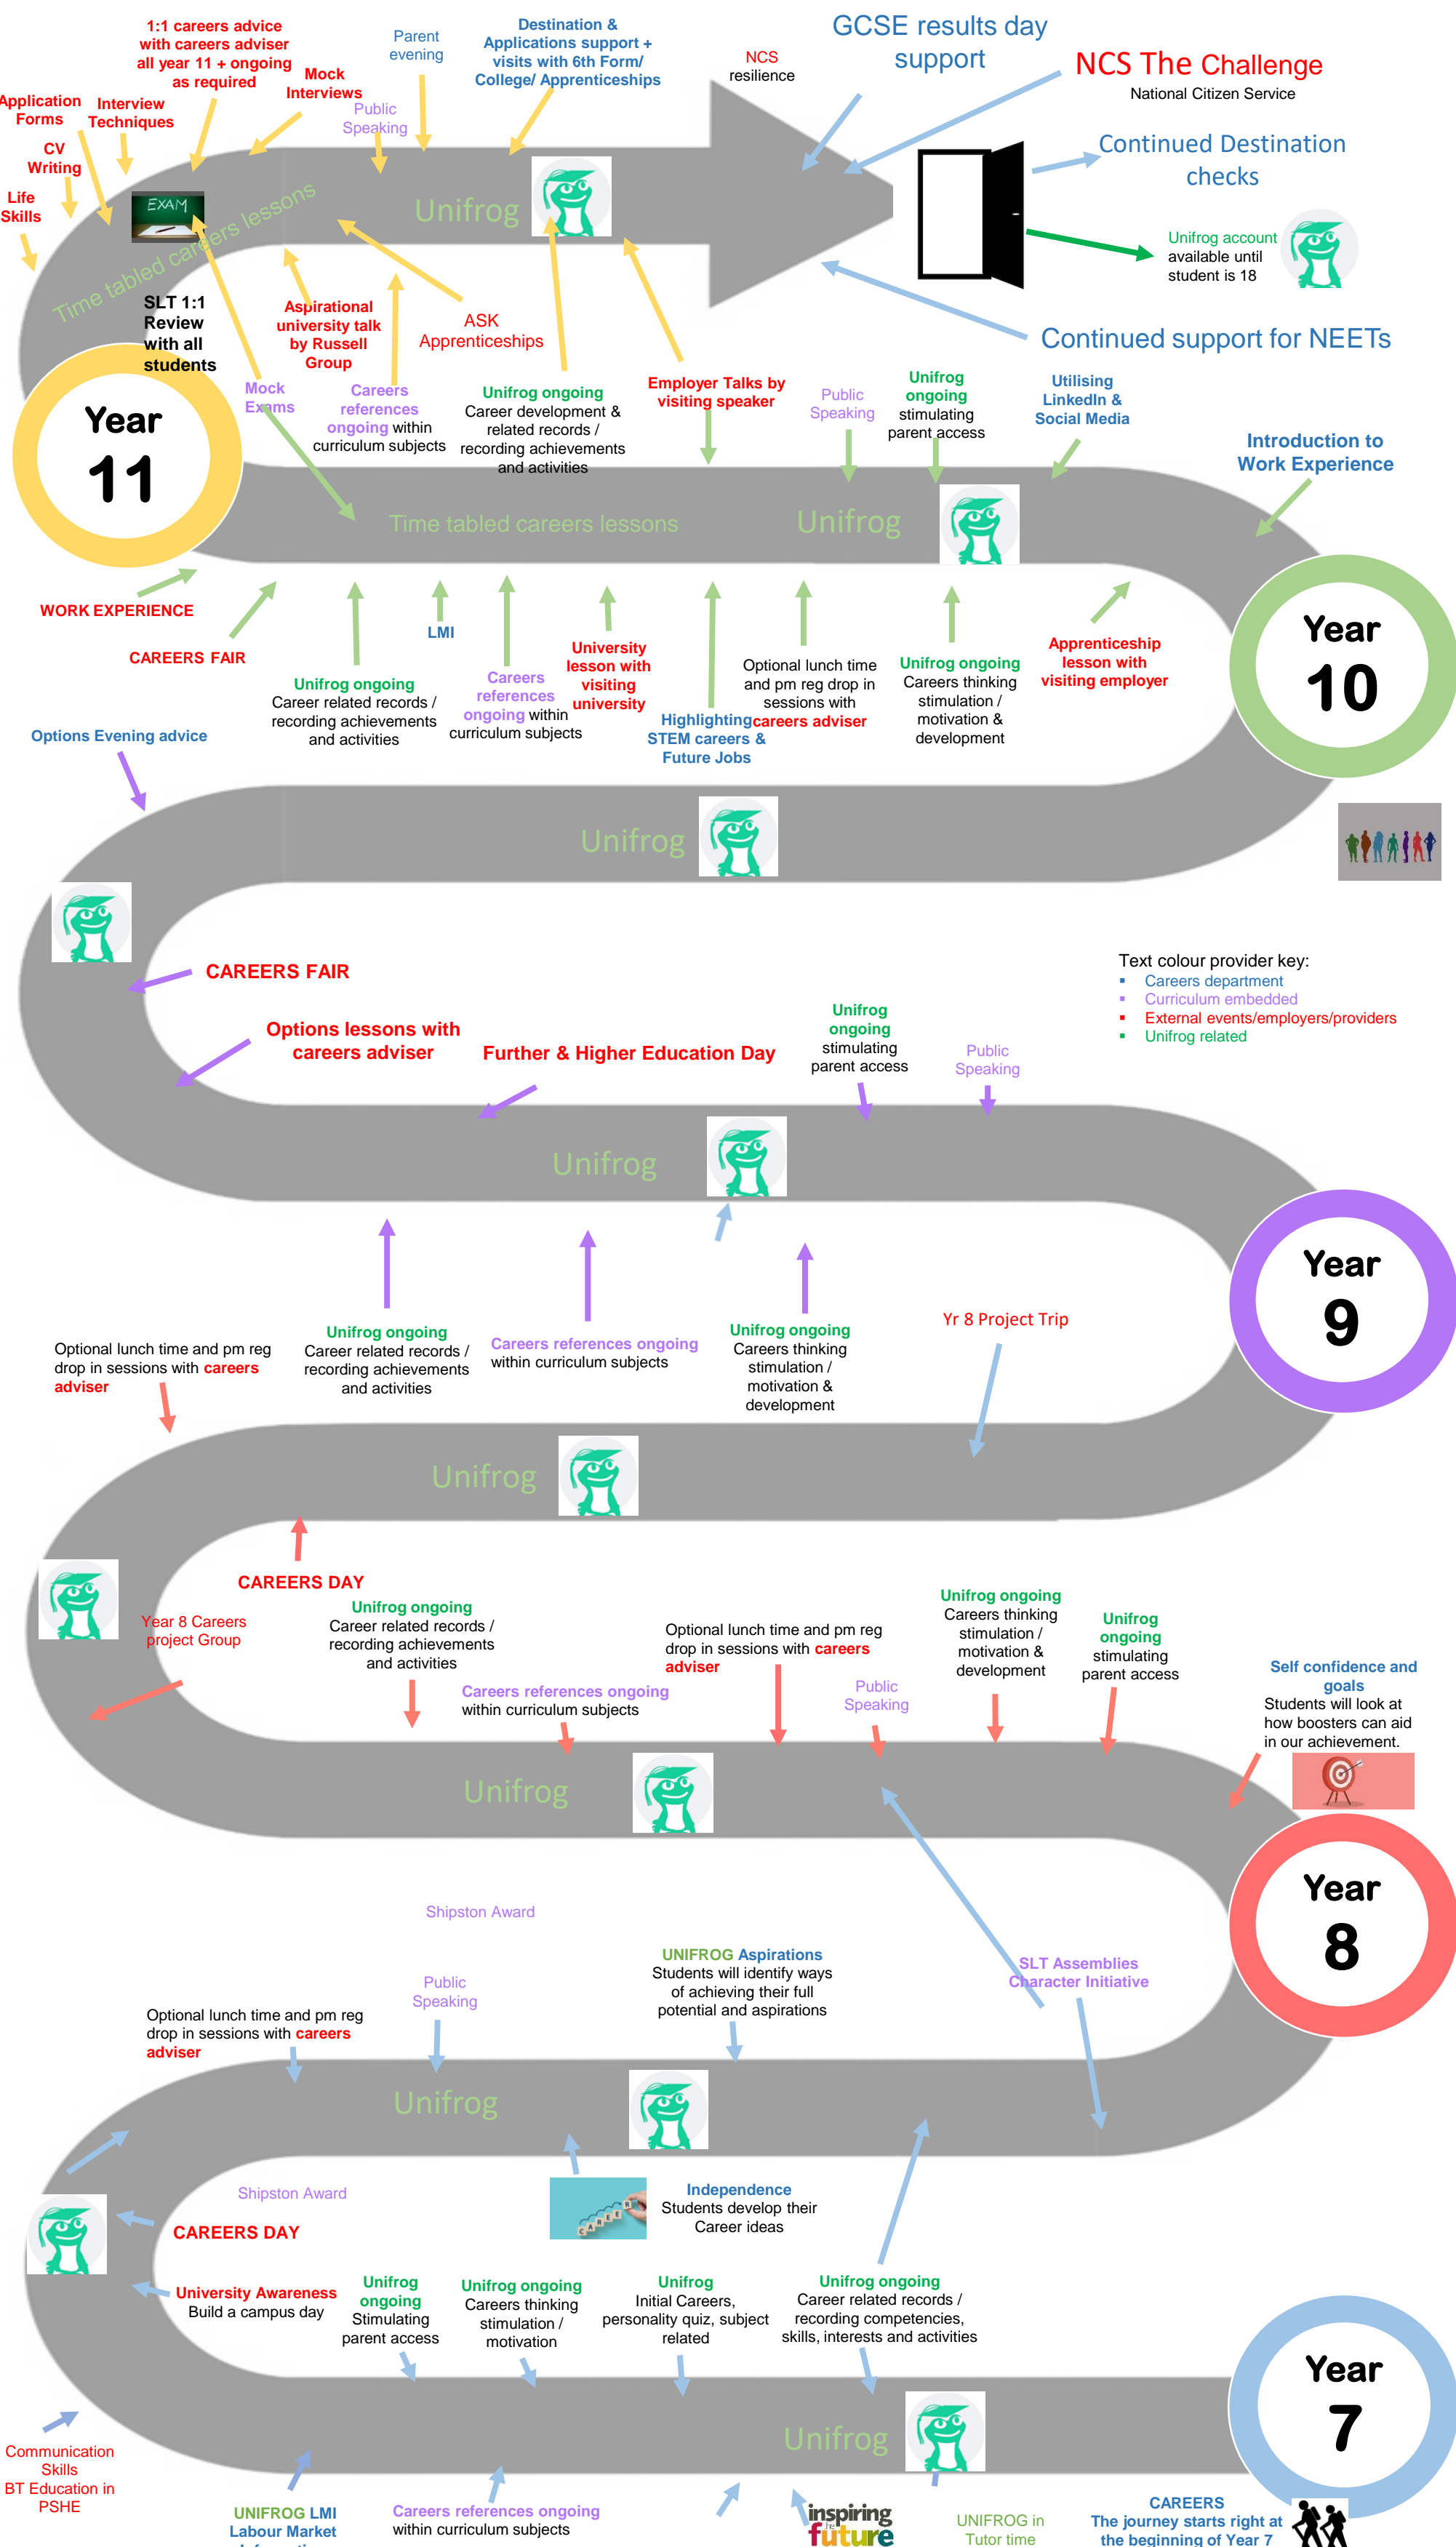 GCSE results day
support
1:1 careers advice
with careers adviser
all year 11 + ongoing
as required
Parent
evening
Destination &
Applications support +
visits with 6th Form/
College/ Apprenticeships
NCS
resilience
NCS The Challenge
National Citizen Service
Mock
Interviews
Application
Forms
Interview
Techniques
Public
Speaking
CV
Writing
Life
Skills
Continued Destination
checks
EXAM
Time tabled careers lessons
Unifrog
Unifrog account
available until
student is 18
SLT 1:1
Review
with all
students
Aspirational
university talk
by Russell
Group
ASK
Apprenticeships
Continued support for NEETs
Mock
Exams
Careers
references
ongoing within
curriculum subjects
Unifrog ongoing
Career development &
related records /
recording achievements
and activities
Employer Talks by
visiting speaker
Public
Speaking
Unifrog
ongoing
stimulating
parent access
Utilising
LinkedIn &
Social Media
Introduction to
Work Experience
Year
11
Time tabled careers lessons
Unifrog
WORK EXPERIENCE
CAREERS FAIR
Unifrog ongoing
Career related records /
recording achievements
and activities
LMI
Careers
references
ongoing within
curriculum subjects
University
lesson with
visiting
university
Highlighting
STEM careers &
Future Jobs
Optional lunch time
and pm reg drop in
sessions with
careers adviser
Unifrog ongoing
Careers thinking
stimulation /
motivation &
development
Apprenticeship
lesson with
visiting employer
Year
10
Options Evening advice
Unifrog
CAREERS FAIR
Text colour provider key:
Careers department
Curriculum embedded
External events/employers/providers
Unifrog related
Options lessons with
careers adviser
Further & Higher Education Day
Unifrog
ongoing
stimulating
parent access
Public
Speaking
Unifrog
Year
9
Optional lunch time and pm reg
drop in sessions with careers
adviser
Unifrog ongoing
Career related records /
recording achievements
and activities
Careers references ongoing
within curriculum subjects
Unifrog ongoing
Careers thinking
stimulation /
motivation &
development
Yr 8 Project Trip
Unifrog
CAREERS DAY
Year 8 Careers
project Group
Unifrog ongoing
Career related records /
recording achievements
and activities
Careers references ongoing
within curriculum subjects
Optional lunch time and pm reg
drop in sessions with careers
adviser
Public
Speaking
Unifrog ongoing
Careers thinking
stimulation /
motivation &
development
Unifrog
ongoing
stimulating
parent access
Self confidence and
goals
Students will look at
how boosters can aid
in our achievement.
Unifrog
Year
8
Shipston Award
UNIFROG Aspirations
Students will identify ways
of achieving their full
potential and aspirations
SLT Assemblies
Character Initiative
Public
Speaking
Optional lunch time and pm reg
drop in sessions with careers
adviser
Unifrog
Shipston Award
CAREERS DAY
CAREER
Independence
Students develop their
Career ideas
University Awareness
Build a campus day
Unifrog
ongoing
Stimulating
parent access
Unifrog ongoing
Careers thinking
stimulation /
motivation
Unifrog
Initial Careers,
personality quiz, subject
related
Unifrog ongoing
Career related records /
recording competencies,
skills, interests and activities
Year
7
Unifrog
Communication
Skills
BT Education in
PSHE
UNIFROG LMI
Labour Market
Careers references ongoing
within curriculum subjects
inspiring
the
future
UNIFROG in
Tutor time
CAREERS
The journey starts right at
the beginning of Year 7